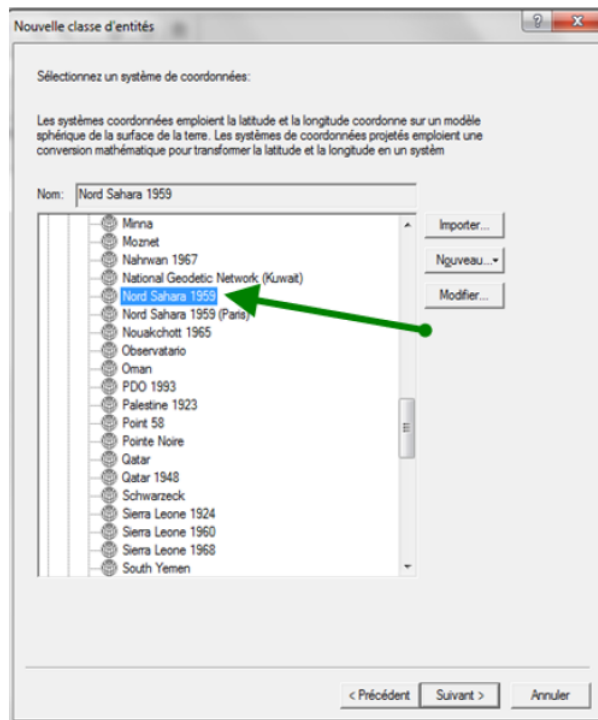 Nouvelle classe d'entités
Sélectionnez un système de coordonnées:
Les systèmes coordonnées emploient la latitude et la longitude coordonne sur un modèle
sphérique de la surface de la terre. Les systèmes de coordonnées projetés emploient une
conversion mathématique pour transformer la latitude et la longitude en un systém
Nom: Nord Sahara 1959
Minna
Moznet
Nahrwan 1967
National Geodetic Network (Kuwait)
Nord Sahara 1959
Nord Sahara 1959 (Paris)
Nouakchott 1965
Observatario
Oman
PDO 1993
Palestine 1923
Point 58
Pointe Noire
Qatar
Qatar 1948
Schwarzeck
Sierra Leone 1924
Sierra Leone 1960
Sierra Leone 1968
South Yemen
Importer...
Nouveau...
Modifier...
< Précédent Suivant > Annuler